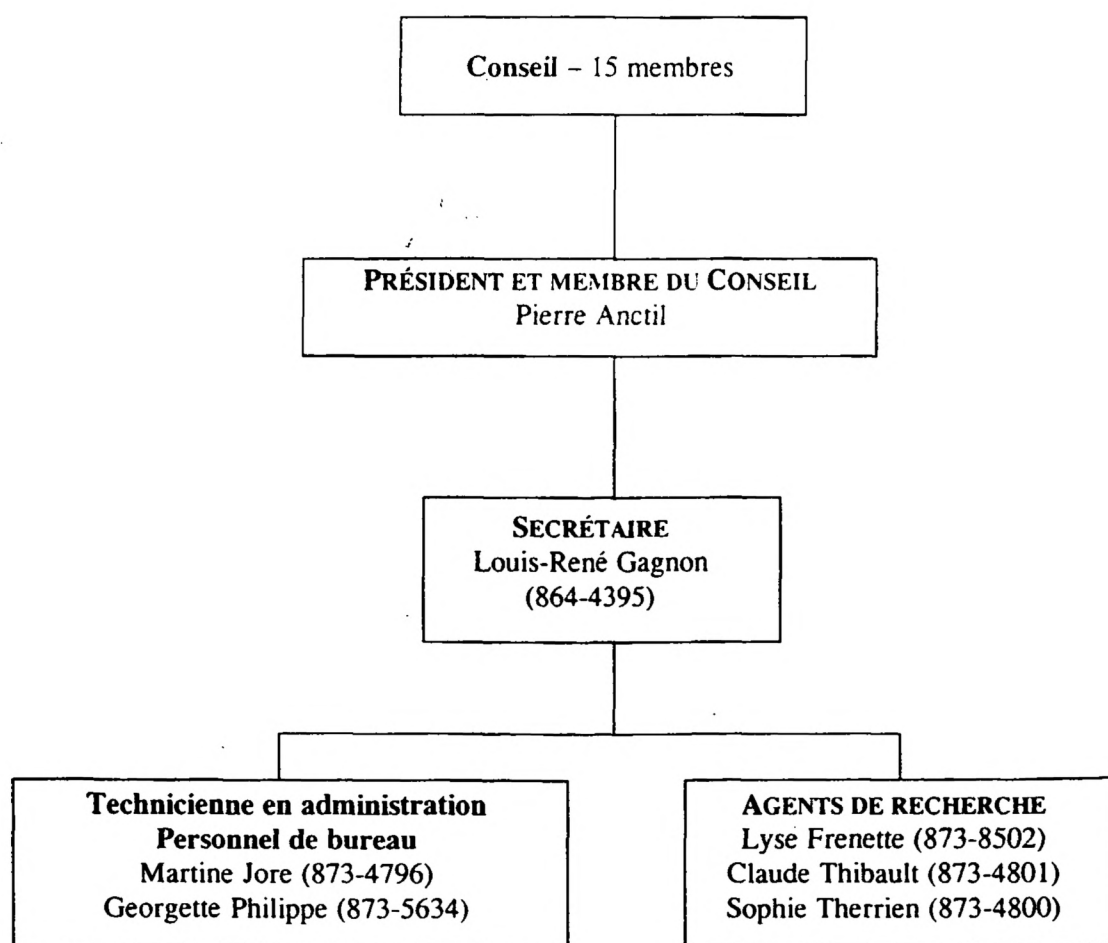 Conseil – 15 membres
PRÉSIDENT ET MEMBRE DU CONSEIL
Pierre Anctil
SECRÉTAIRE
Louis-René Gagnon
(864-4395)
Technicienne en administration
Personnel de bureau
Martine Jore (873-4796)
Georgette Philippe (873-5634)
AGENTS DE RECHERCHE
Lyse Frenette (873-8502)
Claude Thibault (873-4801)
Sophie Therrien (873-4800)